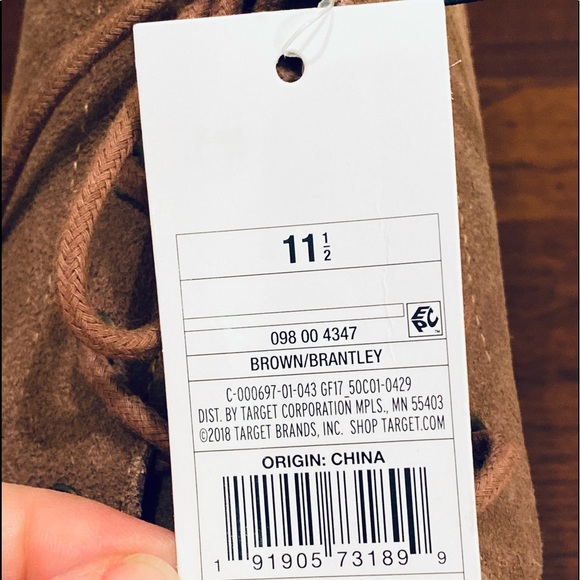 11 1/2
EPC
098 00 4347
BROWN/BRANTLEY
C-000697-01-043 GF17_50C01-0429
DIST. BY TARGET CORPORATION MPLS., MN 55403
©2018 TARGET BRANDS, INC. SHOP TARGET.COM
ORIGIN: CHINA
1 91905 73189 9